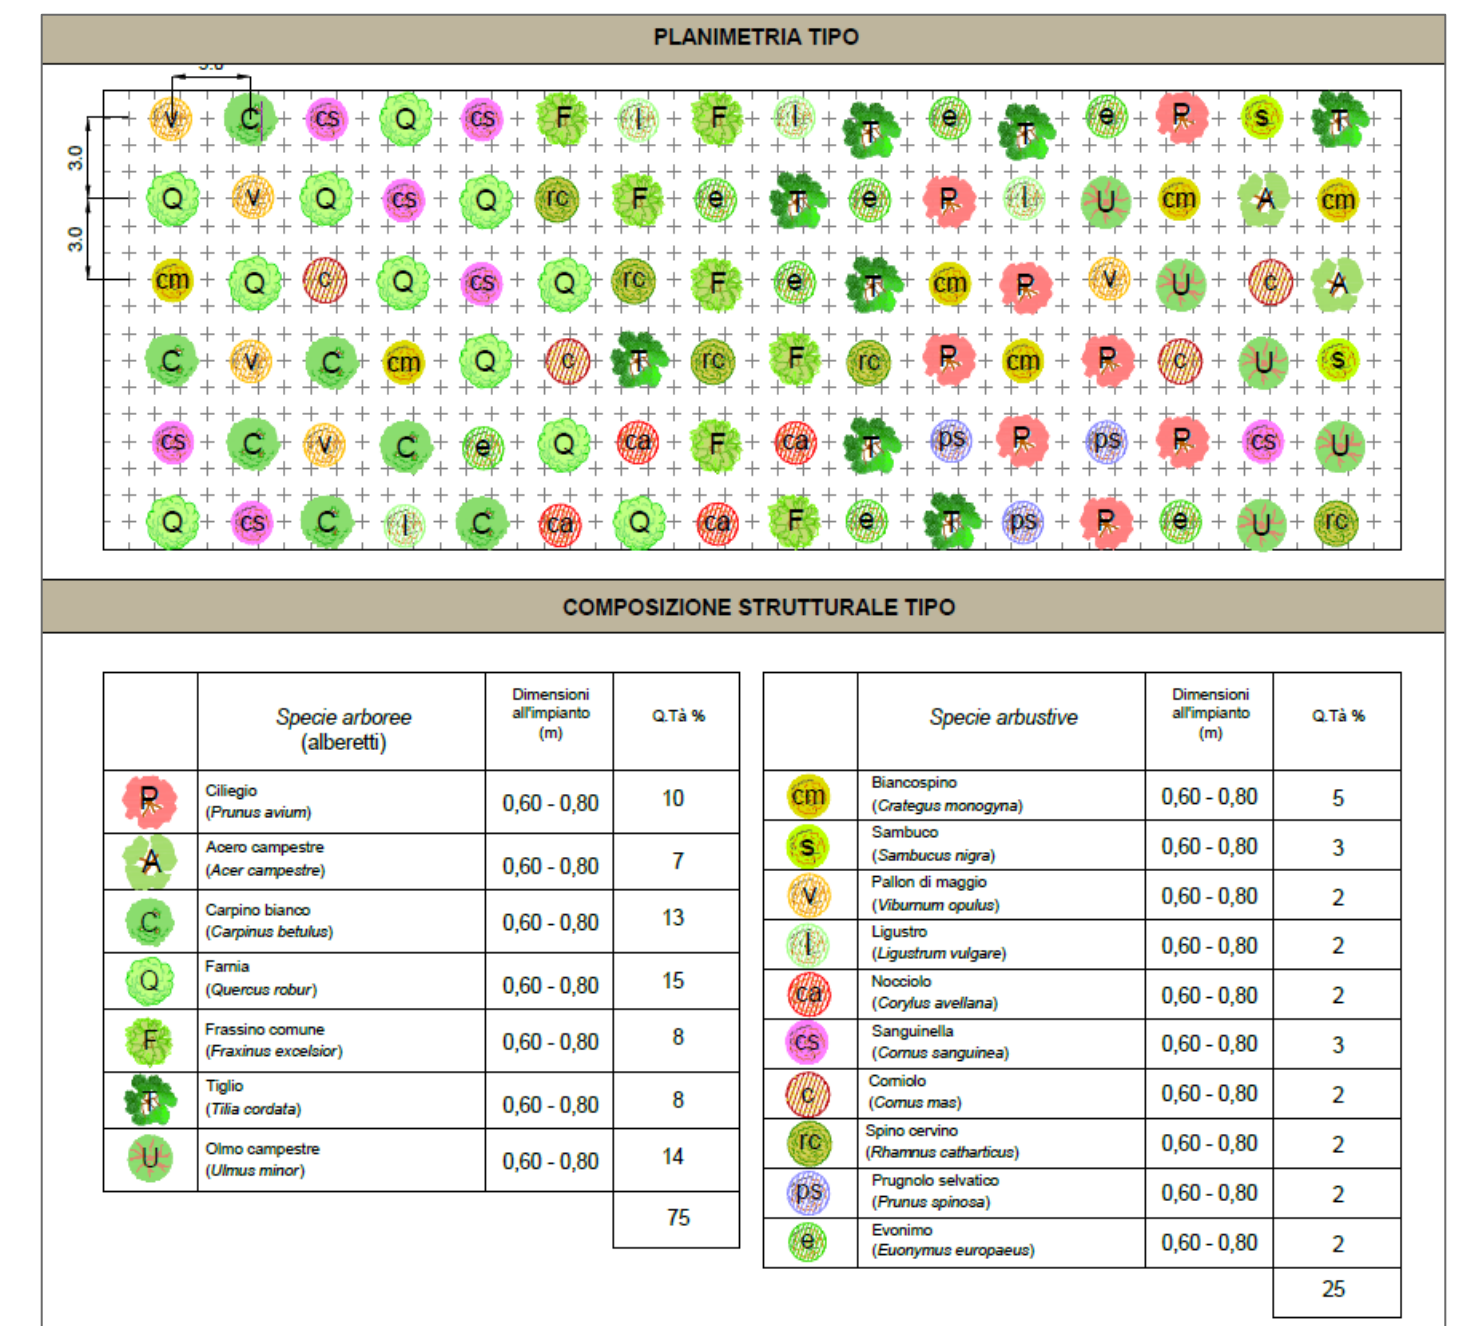 PLANIMETRIA TIPO
3.0
v C cs Q cs F l F l T e T e P s T
3.0
Q v Q cs Q rc F e T e P l U cm A cm
3.0
cm Q c Q cs Q rc F e T cm P v U c A
C v C cm Q c T rc F rc P cm P c U s
cs C v C e Q ca F ca T ps P ps P cs U
Q cs C l C ca Q ca F e T ps P e U rc
COMPOSIZIONE STRUTTURALE TIPO
Specie arboree
(alberetti)
Dimensioni
all'impianto
(m)
Q.Tà %
P
Ciliegio
(Prunus avium)
0,60 - 0,80
10
A
Acero campestre
(Acer campestre)
0,60 - 0,80
7
C
Carpino bianco
(Carpinus betulus)
0,60 - 0,80
13
Q
Farnia
(Quercus robur)
0,60 - 0,80
15
F
Frassino comune
(Fraxinus excelsior)
0,60 - 0,80
8
T
Tiglio
(Tilia cordata)
0,60 - 0,80
8
U
Olmo campestre
(Ulmus minor)
0,60 - 0,80
14
75
Specie arbustive
Dimensioni
all'impianto
(m)
Q.Tà %
cm
Biancospino
(Crategus monogyna)
0,60 - 0,80
5
s
Sambuco
(Sambucus nigra)
0,60 - 0,80
3
v
Pallon di maggio
(Viburnum opulus)
0,60 - 0,80
2
l
Ligustro
(Ligustrum vulgare)
0,60 - 0,80
2
ca
Nocciolo
(Corylus avellana)
0,60 - 0,80
2
cs
Sanguinella
(Cornus sanguinea)
0,60 - 0,80
3
c
Corniolo
(Cornus mas)
0,60 - 0,80
2
rc
Spino cervino
(Rhamnus catharticus)
0,60 - 0,80
2
ps
Prugnolo selvatico
(Prunus spinosa)
0,60 - 0,80
2
e
Evonimo
(Euonymus europaeus)
0,60 - 0,80
2
25